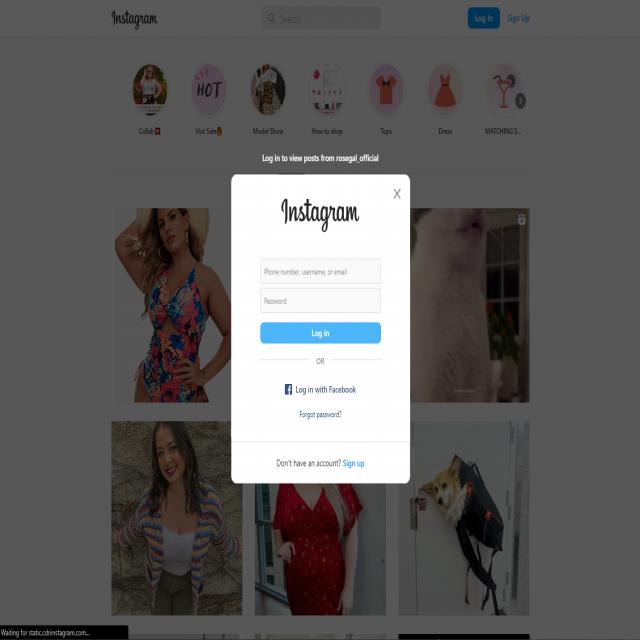 Instagram
Search
Log In
Sign Up
HOT
Collab💥
Hot Sale🔥
Model Show
How to shop
Tops
Dress
MATCHING S...
Log in to view posts from rosegal_official
X
Instagram
Phone number, username, or email
Password
Log in
OR
Log in with Facebook
Forgot password?
Don't have an account? Sign up
Waiting for static.cdninstagram.com...